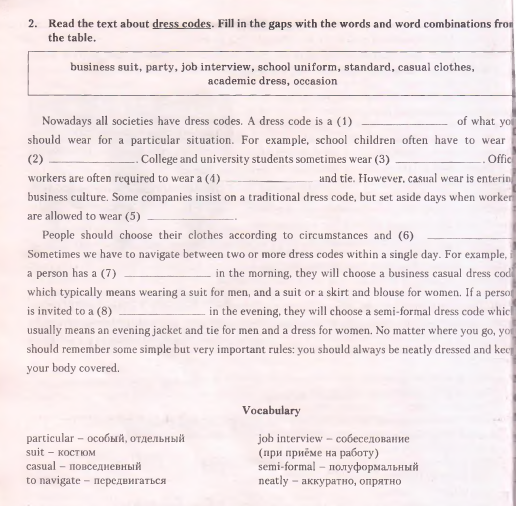 2. Read the text about dress codes. Fill in the gaps with the words and word combinations from
the table.
business suit, party, job interview, school uniform, standard, casual clothes,
academic dress, occasion
Nowadays all societies have dress codes. A dress code is a (1) ____________ of what yo
should wear for a particular situation. For example, school children often have to wear
(2) ____________. College and university students sometimes wear (3) ____________. Offic
workers are often required to wear a (4) ____________ and tie. However, casual wear is enterin
business culture. Some companies insist on a traditional dress code, but set aside days when worker
are allowed to wear (5) ____________.
People should choose their clothes according to circumstances and (6) ____________
Sometimes we have to navigate between two or more dress codes within a single day. For example,
a person has a (7) ____________ in the morning, they will choose a business casual dress cod
which typically means wearing a suit for men, and a suit or a skirt and blouse for women. If a perso
is invited to a (8) ____________ in the evening, they will choose a semi-formal dress code whic
usually means an evening jacket and tie for men and a dress for women. No matter where you go, yo
should remember some simple but very important rules: you should always be neatly dressed and kee
your body covered.
Vocabulary
particular – особый, отдельный
suit – костюм
casual – повседневный
to navigate – передвигаться
job interview – собеседование
(при приёме на работу)
semi-formal – полуформальный
neatly – аккуратно, опрятно